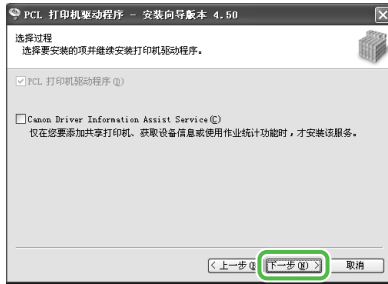 PCL 打印机驱动程序 - 安装向导版本 4.50
选择过程
选择要安装的项并继续安装打印机驱动程序。
PCL 打印机驱动程序(D)
Canon Driver Information Assist Service(C)
仅在您要添加共享打印机、获取设备信息或使用作业统计功能时，才安装该服务。
< 上一步(B 下一步(N) > 取消